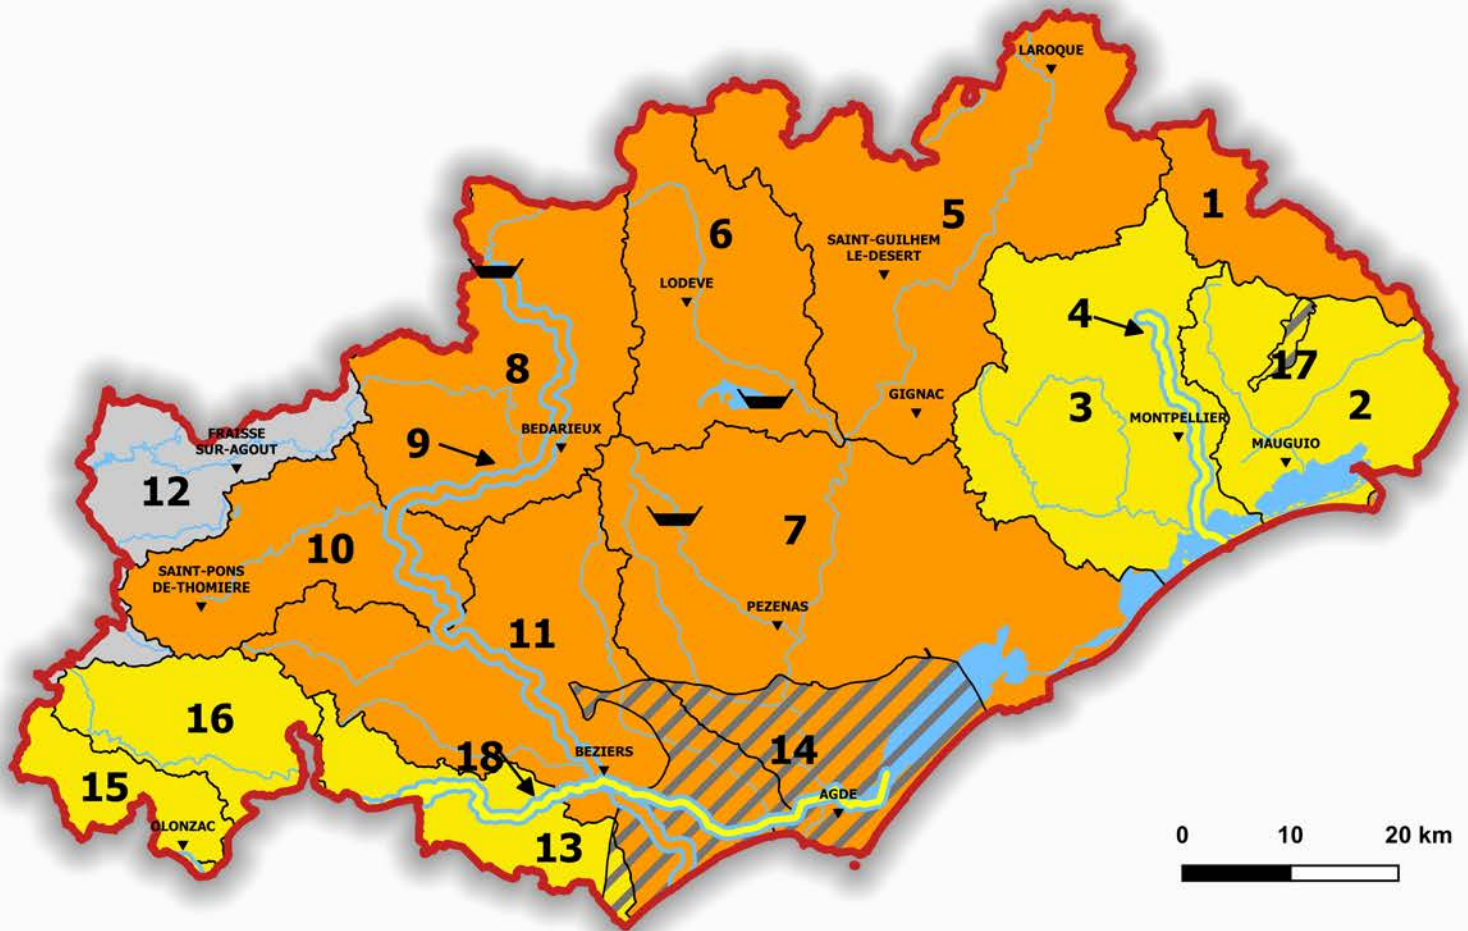 LAROQUE
1
5
6
SAINT-GUILHEM
LE-DESERT
LODEVE
4
8
17
GIGNAC
3
2
MONTPELLIER
BEDARIEUX
9
FRAISSE
SUR-AGOUT
MAUGUIO
12
7
10
SAINT-PONS
DE-THOMIERE
PEZENAS
11
16
14
18
BEZIERS
15
AGDE
OLONZAC
13
0 10 20 km